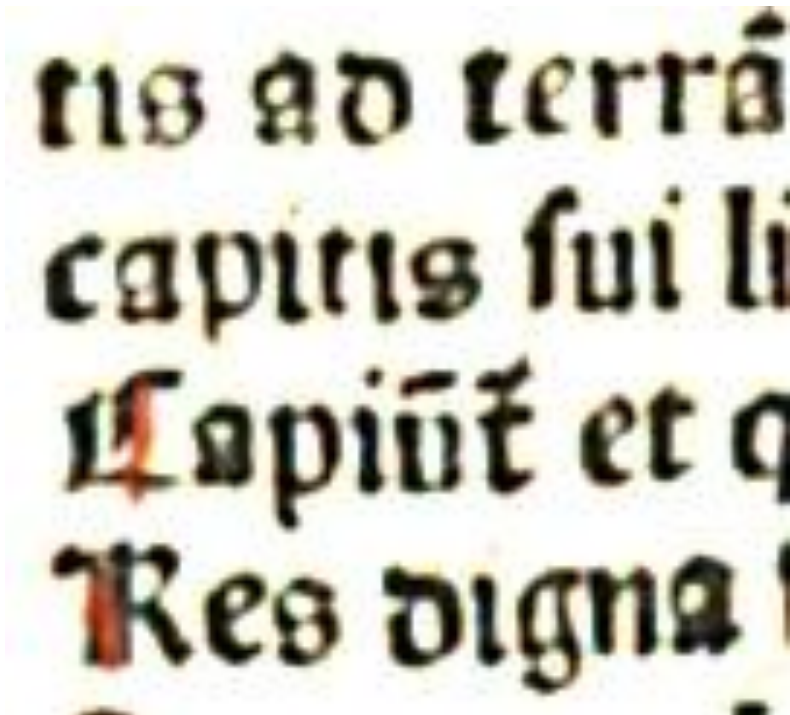 tis ad terrā
capitis ſui li
Capiūt̉ et q
Res digna